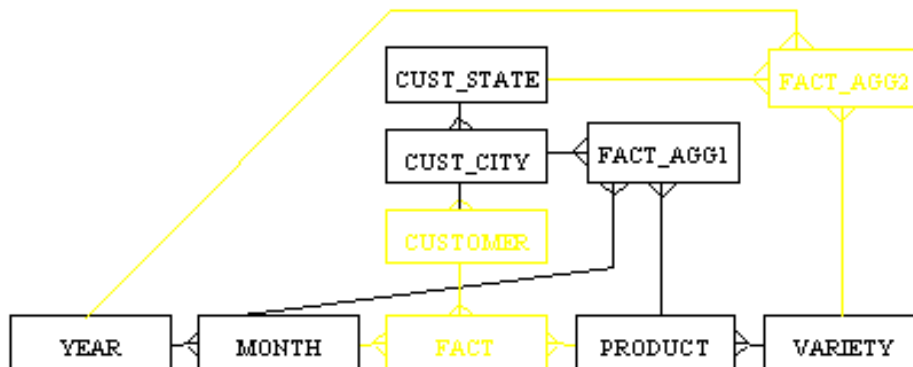 CUST_STATE
FACT_AGG2
CUST_CITY
FACT_AGG1
CUSTOMER
YEAR
MONTH
FACT
PRODUCT
VARIETY